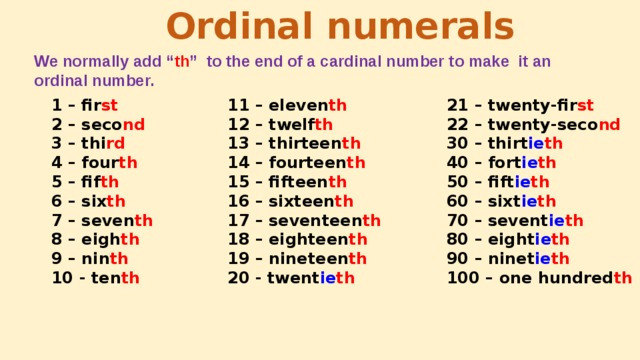 Ordinal numerals
We normally add “th”  to the end of a cardinal number to make  it an
ordinal number.
1 – first
2 – second
3 – third
4 – fourth
5 – fifth
6 – sixth
7 – seventh
8 – eighth
9 – ninth
10 - tenth
11 – eleventh
12 – twelfth
13 – thirteenth
14 – fourteenth
15 – fifteenth
16 – sixteenth
17 – seventeenth
18 – eighteenth
19 – nineteenth
20 - twentieth
21 – twenty-first
22 – twenty-second
30 – thirtieth
40 – fortieth
50 – fiftieth
60 – sixtieth
70 – seventieth
80 – eightieth
90 – ninetieth
100 – one hundredth